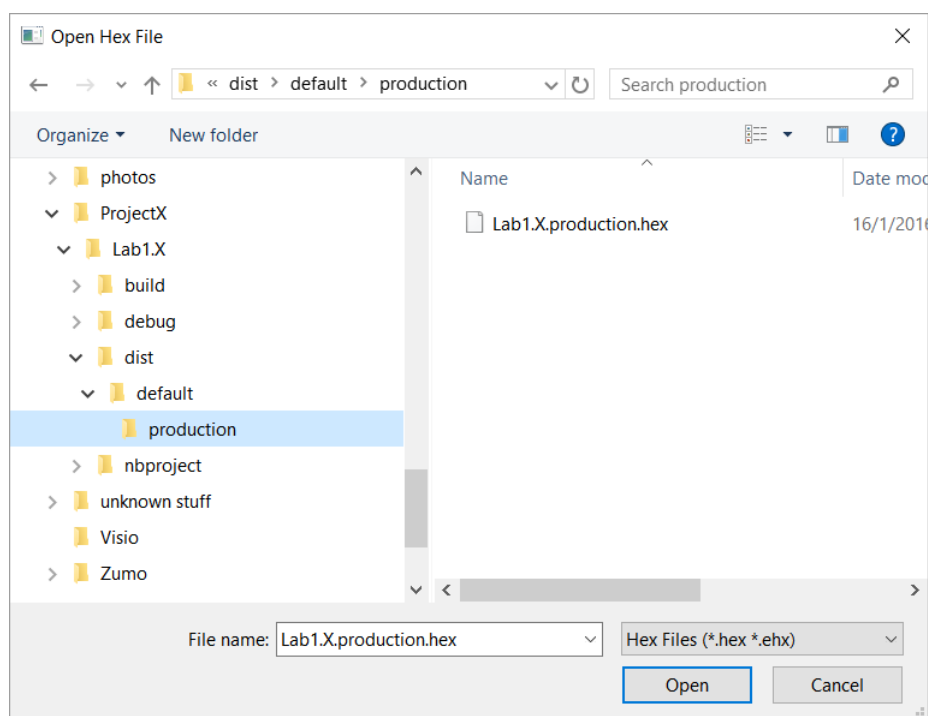 Open Hex File
« dist > default > production Search production
Organize New folder ?
photos
ProjectX
Lab1.X
build
debug
dist
default
production
nbproject
unknown stuff
Visio
Zumo
Name Date mod
Lab1.X.production.hex 16/1/2016
File name: Lab1.X.production.hex Hex Files (*.hex *.ehx)
Open Cancel